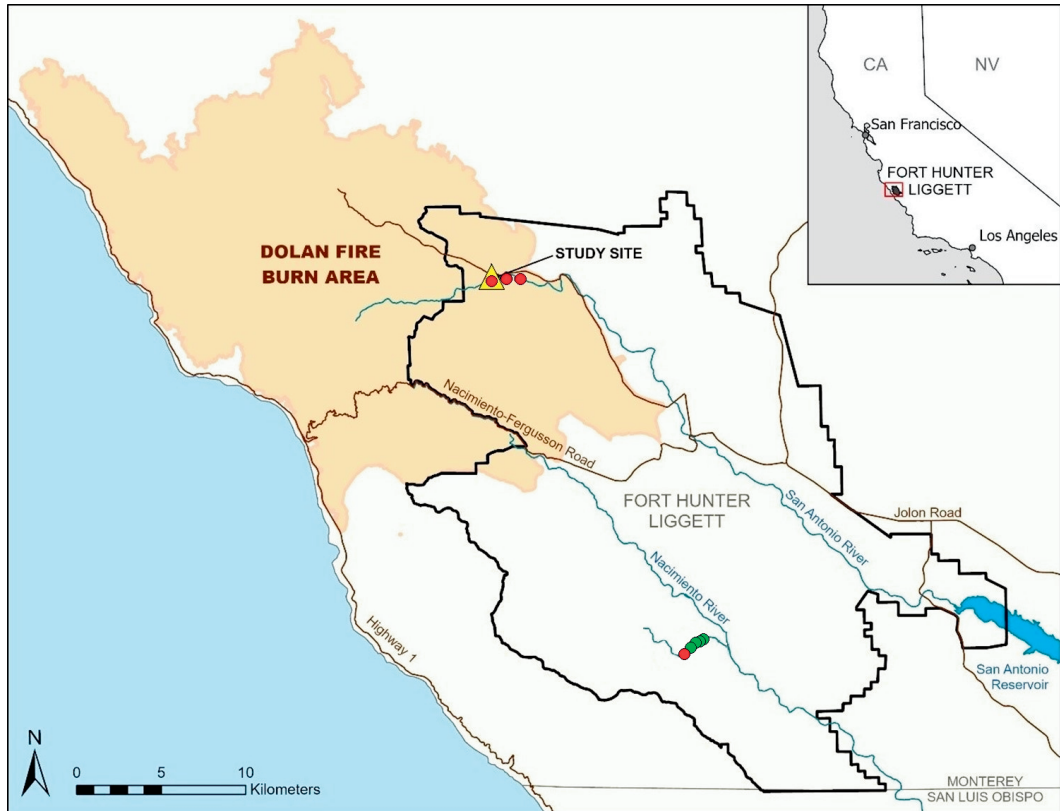 CA
NV
San Francisco
FORT HUNTER
LIGGETT
Los Angeles
DOLAN FIRE
BURN AREA
STUDY SITE
Nacimiento-Fergusson Road
FORT HUNTER
LIGGETT
San Antonio River
Jolon Road
Nacimiento River
Highway 1
San Antonio
Reservoir
N
0 5 10
Kilometers
MONTEREY
SAN LUIS OBISPO